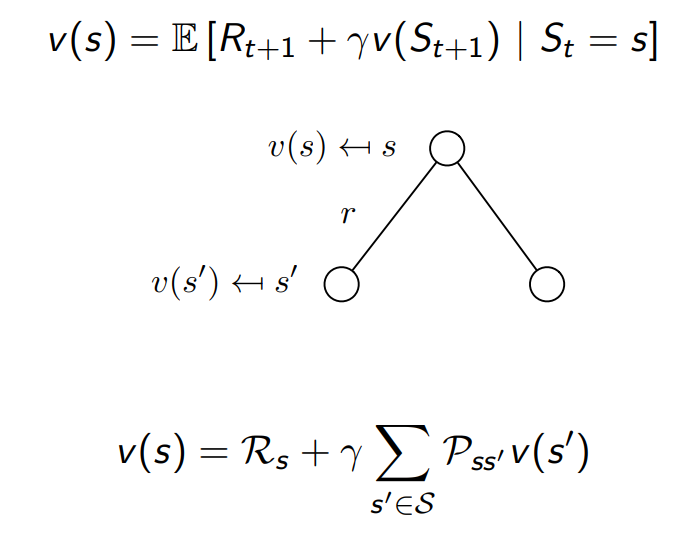 v(s) = 𝔼 [R_{t+1} + γv(S_{t+1}) | S_t = s]
v(s) ↤ s
r
v(s′) ↤ s′
v(s) = ℛ_s + γ ∑_{s′∈𝒮} 𝒫_{ss′} v(s′)